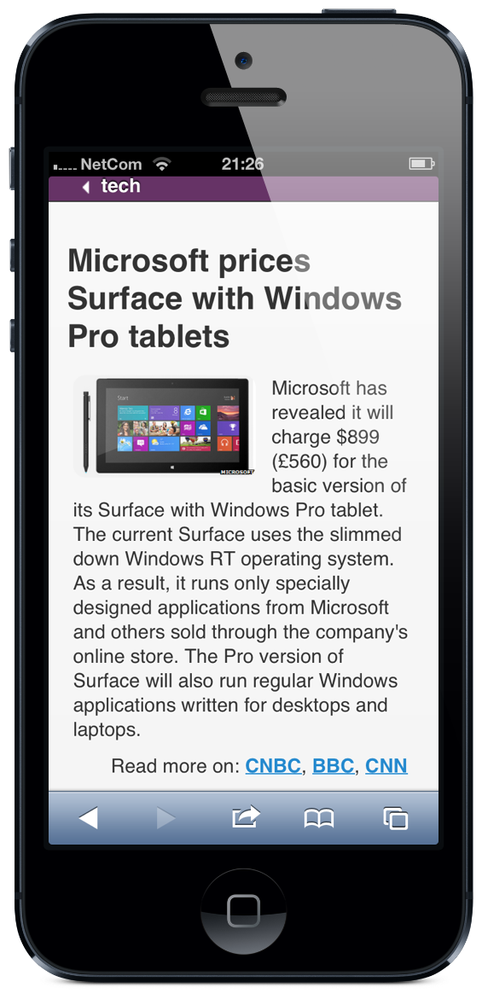 NetCom 21:26
tech
Microsoft prices
Surface with Windows
Pro tablets
Start
MICROSOFT
Microsoft has
revealed it will
charge $899
(£560) for the
basic version of
its Surface with Windows Pro tablet.
The current Surface uses the slimmed
down Windows RT operating system.
As a result, it runs only specially
designed applications from Microsoft
and others sold through the company's
online store. The Pro version of
Surface will also run regular Windows
applications written for desktops and
laptops.
Read more on: CNBC, BBC, CNN